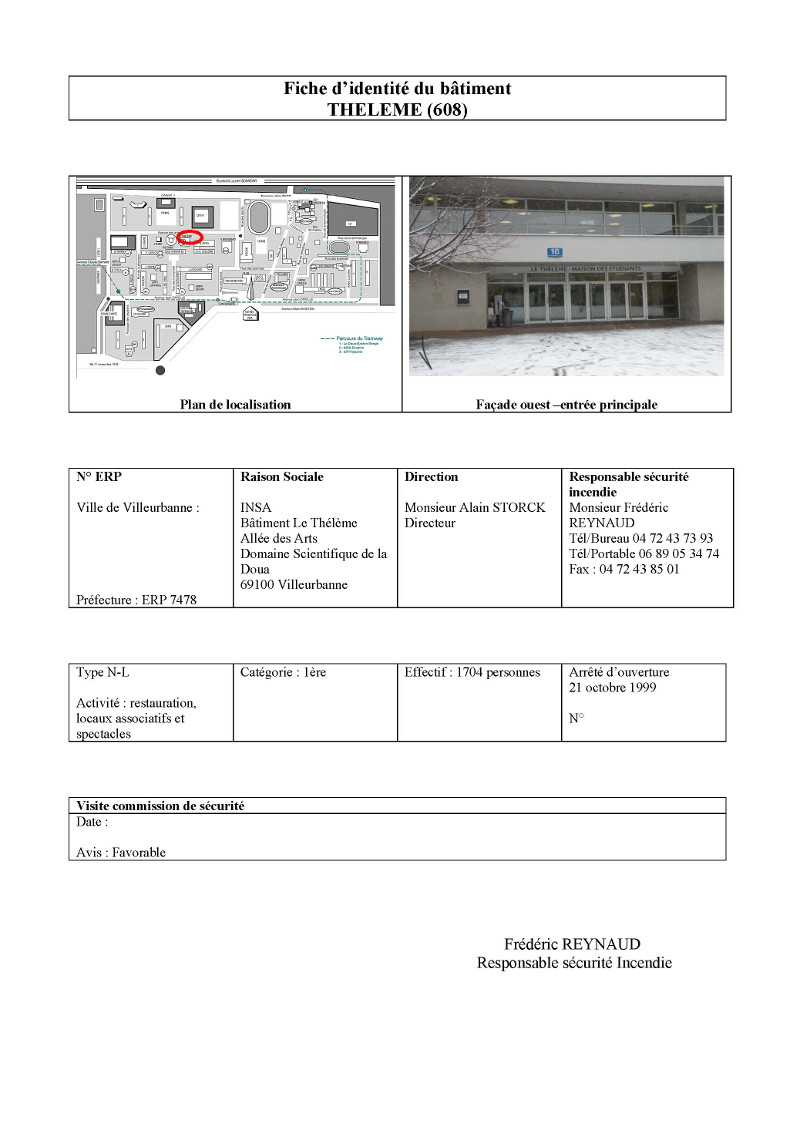 Fiche d’identité du bâtiment
THELEME (608)
Parcours du Tramway
18
LE THELEME - MAISON DES ETUDIANTS
Plan de localisation
Façade ouest –entrée principale
N° ERP
Ville de Villeurbanne :
Préfecture : ERP 7478
Raison Sociale
INSA
Bâtiment Le Thélème
Allée des Arts
Domaine Scientifique de la
Doua
69100 Villeurbanne
Direction
Monsieur Alain STORCK
Directeur
Responsable sécurité
incendie
Monsieur Frédéric
REYNAUD
Tél/Bureau 04 72 43 73 93
Tél/Portable 06 89 05 34 74
Fax : 04 72 43 85 01
Type N-L
Activité : restauration,
locaux associatifs et
spectacles
Catégorie : 1ère
Effectif : 1704 personnes
Arrêté d’ouverture
21 octobre 1999
N°
Visite commission de sécurité
Date :
Avis : Favorable
Frédéric REYNAUD
Responsable sécurité Incendie